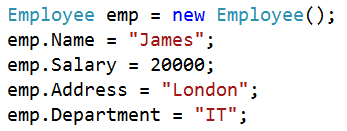 Employee emp = new Employee();
emp.Name = "James";
emp.Salary = 20000;
emp.Address = "London";
emp.Department = "IT";